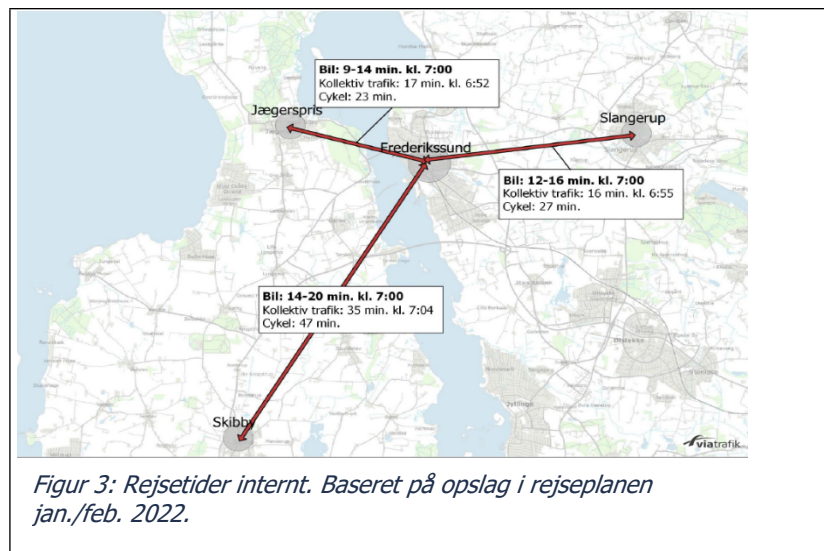 Bil: 9-14 min. kl. 7:00
Kollektiv trafik: 17 min. kl. 6:52
Cykel: 23 min.
Jægerspris
Frederikssund
Slangerup
Bil: 12-16 min. kl. 7:00
Kollektiv trafik: 16 min. kl. 6:55
Cykel: 27 min.
Bil: 14-20 min. kl. 7:00
Kollektiv trafik: 35 min. kl. 7:04
Cykel: 47 min.
Skibby
viatrafik
Figur 3: Rejsetider internt. Baseret på opslag i rejseplanen
jan./feb. 2022.